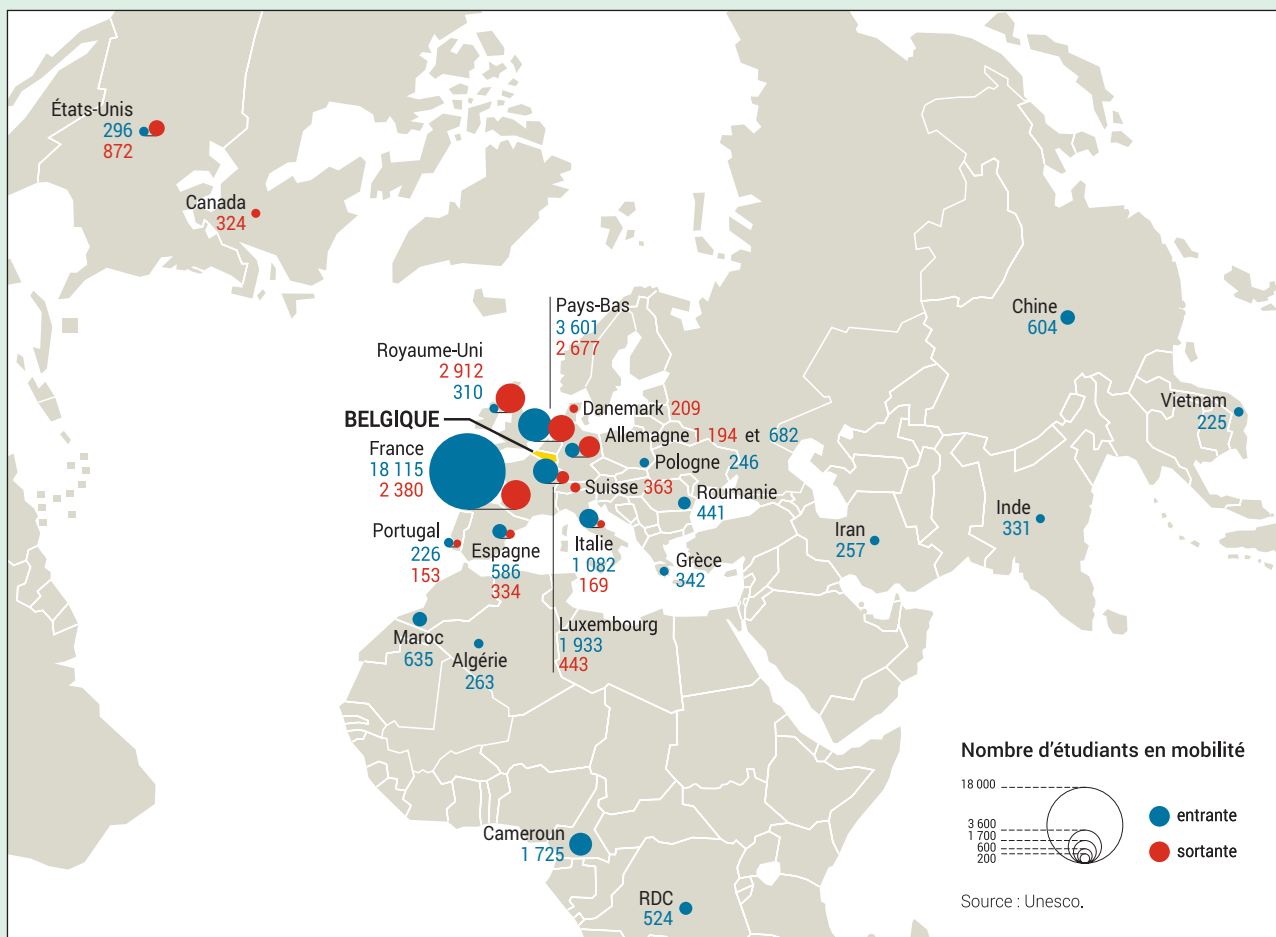 États-Unis
296
872
Canada
324
Pays-Bas
3 601
2 677
Royaume-Uni
2 912
310
BELGIQUE
France
18 115
2 380
Danemark 209
Allemagne 1 194 et 682
Pologne 246
Suisse 363
Roumanie
441
Portugal
226
153
Espagne
586
334
Italie
1 082
169
Grèce
342
Luxembourg
1 933
443
Maroc
635
Algérie
263
Cameroun
1 725
RDC
524
Chine
604
Vietnam
225
Inde
331
Iran
257
Nombre d'étudiants en mobilité
18 000
3 600
1 700
600
200
entrante
sortante
Source : Unesco.